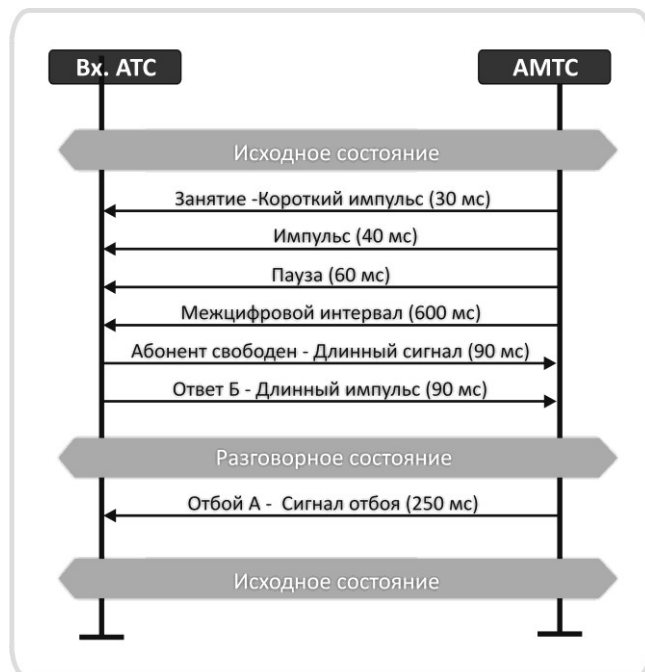 Вх. АТС
АМТС
Исходное состояние
Занятие -Короткий импульс (30 мс)
Импульс (40 мс)
Пауза (60 мс)
Межцифровой интервал (600 мс)
Абонент свободен - Длинный сигнал (90 мс)
Ответ Б - Длинный импульс (90 мс)
Разговорное состояние
Отбой А - Сигнал отбоя (250 мс)
Исходное состояние